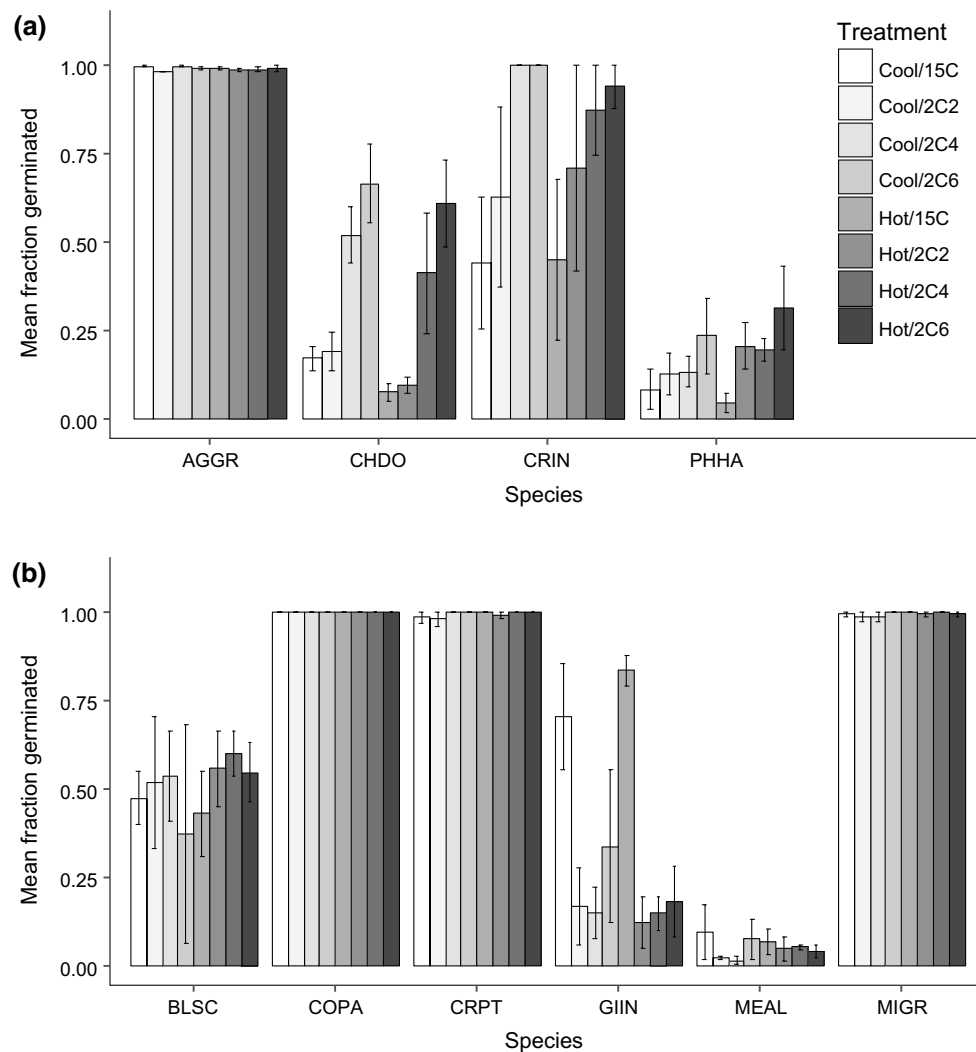 (a)
Mean fraction germinated
1.00
0.75
0.50
0.25
0.00
AGGR CHDO CRIN PHHA
Species
Treatment
Cool/15C
Cool/2C2
Cool/2C4
Cool/2C6
Hot/15C
Hot/2C2
Hot/2C4
Hot/2C6
(b)
Mean fraction germinated
1.00
0.75
0.50
0.25
0.00
BLSC COPA CRPT GIIN MEAL MIGR
Species